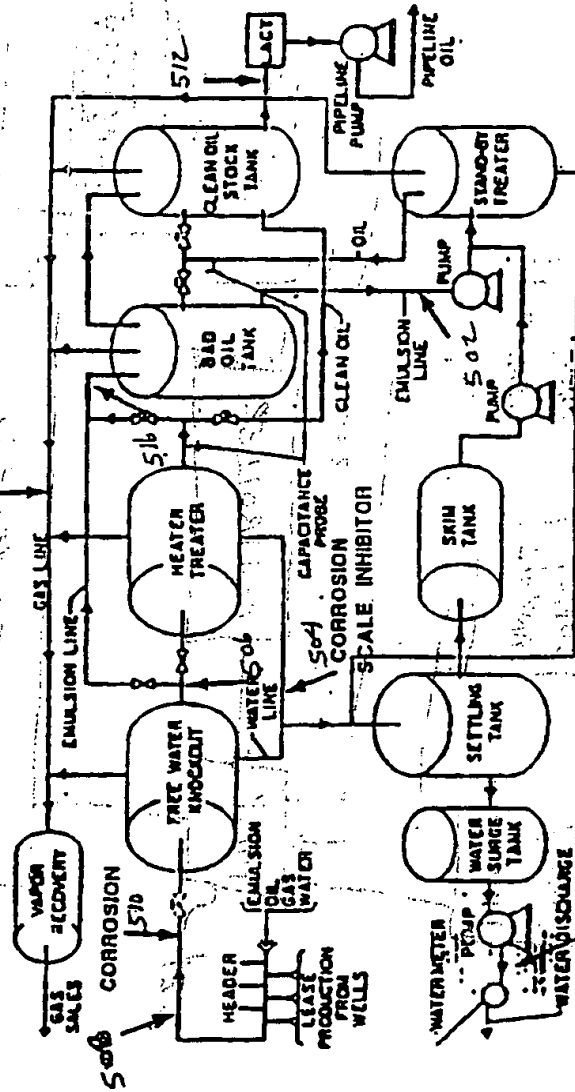 512
LACT
PIPELINE
PUMP
PIPELINE
OIL
CLEAN OIL
STOCK
TANK
STAND-BY
TREATER
OIL
PUMP
BAD
OIL
TANK
CLEAN OIL
EMULSION
LINE
502
PUMP
516
GAS LINE
HEATER
TREATER
CAPACITANCE
PROBE
SKIM
TANK
EMULSION LINE
506
504
CORROSION
SCALE INHIBITOR
WATER
LINE
FREE WATER
KNOCKOUT
SETTLING
TANK
VAPOR
RECOVERY
GAS
SALES
CORROSION
510
EMULSION
OIL
GAS
WATER
WATER
SURGE
TANK
HEADER
LEASE
PRODUCTION
FROM
WELLS
PUMP
WATER METER
WATER DISCHARGE